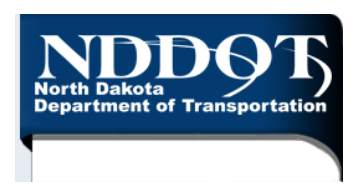 NDDOT
North Dakota
Department of Transportation